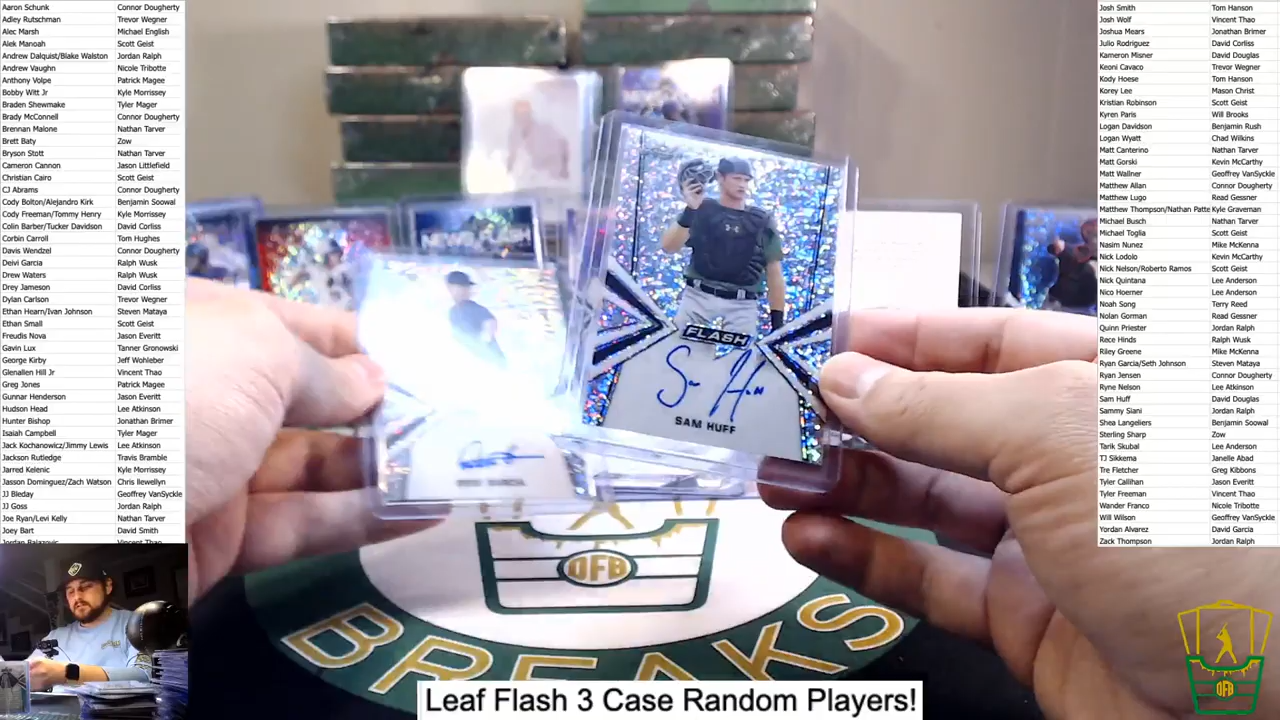 Aaron Schunk Connor Dougherty
Adley Rutschman Trevor Wegner
Alec Marsh Michael English
Alek Manoah Scott Geist
Andrew Dalquist/Blake Walston Jordan Ralph
Andrew Vaughn Nicole Tribotte
Anthony Volpe Patrick Magee
Bobby Witt Jr Kyle Morrissey
Braden Shewmake Tyler Mager
Brady McConnell Connor Dougherty
Brennan Malone Nathan Tarver
Brett Baty Zow
Bryson Stott Nathan Tarver
Cameron Cannon Jason Littlefield
Christian Cairo Scott Geist
CJ Abrams Connor Dougherty
Cody Bolton/Alejandro Kirk Benjamin Soowal
Cody Freeman/Tommy Henry Kyle Morrissey
Colin Barber/Tucker Davidson David Corliss
Corbin Carroll Tom Hughes
Davis Wendzel Connor Dougherty
Deivi Garcia Ralph Wusk
Drew Waters Ralph Wusk
Drey Jameson Jordan Ralph
Dylan Carlson Trevor Wegner
Ethan Hearn/Ivan Johnson Steven Mataya
Ethan Small Scott Geist
Freudis Nova Jason Everitt
Gavin Lux Tanner Gronowski
George Kirby Jeff Wohleber
Glenallen Hill Jr Vincent Thao
Greg Jones Patrick Magee
Gunnar Henderson Jason Everitt
Hudson Head Lee Atkinson
Hunter Bishop Jonathan Brimer
Isaiah Campbell Tyler Mager
Jack Kochanowicz/Jimmy Lewis Lee Atkinson
Jackson Rutledge Travis Bramble
Jarred Kelenic Kyle Morrissey
Jasson Dominguez/Zach Watson Chris llewellyn
JJ Bleday Geoffrey VanSyckle
JJ Goss Jordan Ralph
Joe Ryan/Levi Kelly Nathan Tarver
Joey Bart David Smith
Jordan Balazovic Vincent Thao
Josh Smith Tom Hanson
Josh Wolf Vincent Thao
Joshua Mears Jonathan Brimer
Julio Rodriguez David Corliss
Kameron Misner David Douglas
Keoni Cavaco Trevor Wegner
Kody Hoese Tom Hanson
Korey Lee Mason Christ
Kristian Robinson Scott Geist
Kyren Paris Will Brooks
Logan Davidson Benjamin Rush
Logan Wyatt Chad Wilkins
Matt Canterino Nathan Tarver
Matt Gorski Kevin McCarthy
Matt Wallner Geoffrey VanSyckle
Matthew Allan Connor Dougherty
Matthew Lugo Read Gessner
Matthew Thompson/Nathan Patte Kyle Graveman
Michael Busch Nathan Tarver
Michael Toglia Scott Geist
Nasim Nunez Mike McKenna
Nick Lodolo Kevin McCarthy
Nick Nelson/Roberto Ramos Scott Geist
Nick Quintana Lee Anderson
Nico Hoerner Lee Anderson
Noah Song Terry Reed
Nolan Gorman Read Gessner
Quinn Priester Jordan Ralph
Rece Hinds Ralph Wusk
Riley Greene Mike McKenna
Ryan Garcia/Seth Johnson Steven Mataya
Ryan Jensen Connor Dougherty
Ryne Nelson Lee Atkinson
Sam Huff David Douglas
Sammy Siani Jordan Ralph
Shea Langeliers Benjamin Soowal
Sterling Sharp Zow
Tarik Skubal Lee Anderson
TJ Sikkema Janelle Abad
Tre Fletcher Greg Kibbons
Tyler Callihan Jason Everitt
Tyler Freeman Vincent Thao
Wander Franco Nicole Tribotte
Will Wilson Geoffrey VanSyckle
Yordan Alvarez David Garcia
Zack Thompson Jordan Ralph
FLASH
SAM HUFF
OFB
BREAKS
OFB
Leaf Flash 3 Case Random Players!